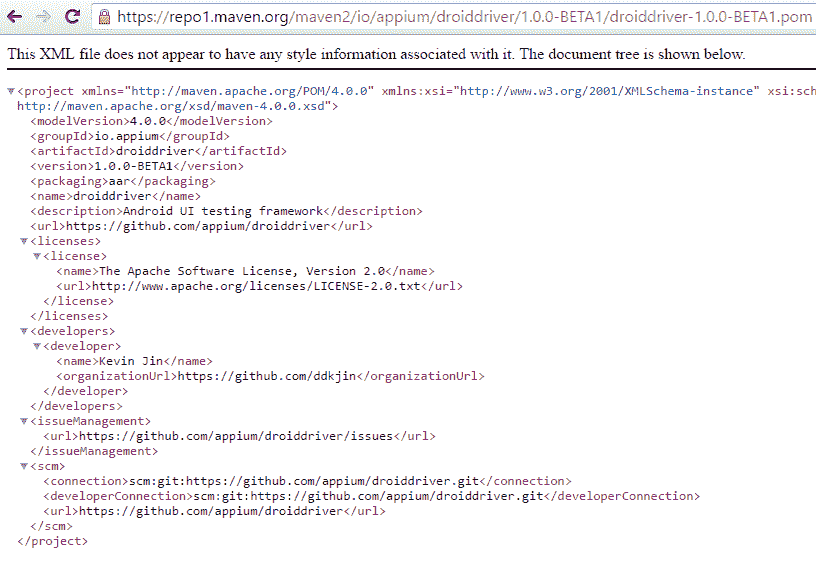 https://repo1.maven.org/maven2/io/appium/droiddriver/1.0.0-BETA1/droiddriver-1.0.0-BETA1.pom
This XML file does not appear to have any style information associated with it. The document tree is shown below.
▼<project xmlns="http://maven.apache.org/POM/4.0.0" xmlns:xsi="http://www.w3.org/2001/XMLSchema-instance" xsi:sch
http://maven.apache.org/xsd/maven-4.0.0.xsd">
<modelVersion>4.0.0</modelVersion>
<groupId>io.appium</groupId>
<artifactId>droiddriver</artifactId>
<version>1.0.0-BETA1</version>
<packaging>aar</packaging>
<name>droiddriver</name>
<description>Android UI testing framework</description>
<url>https://github.com/appium/droiddriver</url>
▼<licenses>
▼<license>
<name>The Apache Software License, Version 2.0</name>
<url>http://www.apache.org/licenses/LICENSE-2.0.txt</url>
</license>
</licenses>
▼<developers>
▼<developer>
<name>Kevin Jin</name>
<organizationUrl>https://github.com/ddkjin</organizationUrl>
</developer>
</developers>
▼<issueManagement>
<url>https://github.com/appium/droiddriver/issues</url>
</issueManagement>
▼<scm>
<connection>scm:git:https://github.com/appium/droiddriver.git</connection>
<developerConnection>scm:git:https://github.com/appium/droiddriver.git</developerConnection>
<url>https://github.com/appium/droiddriver</url>
</scm>
</project>